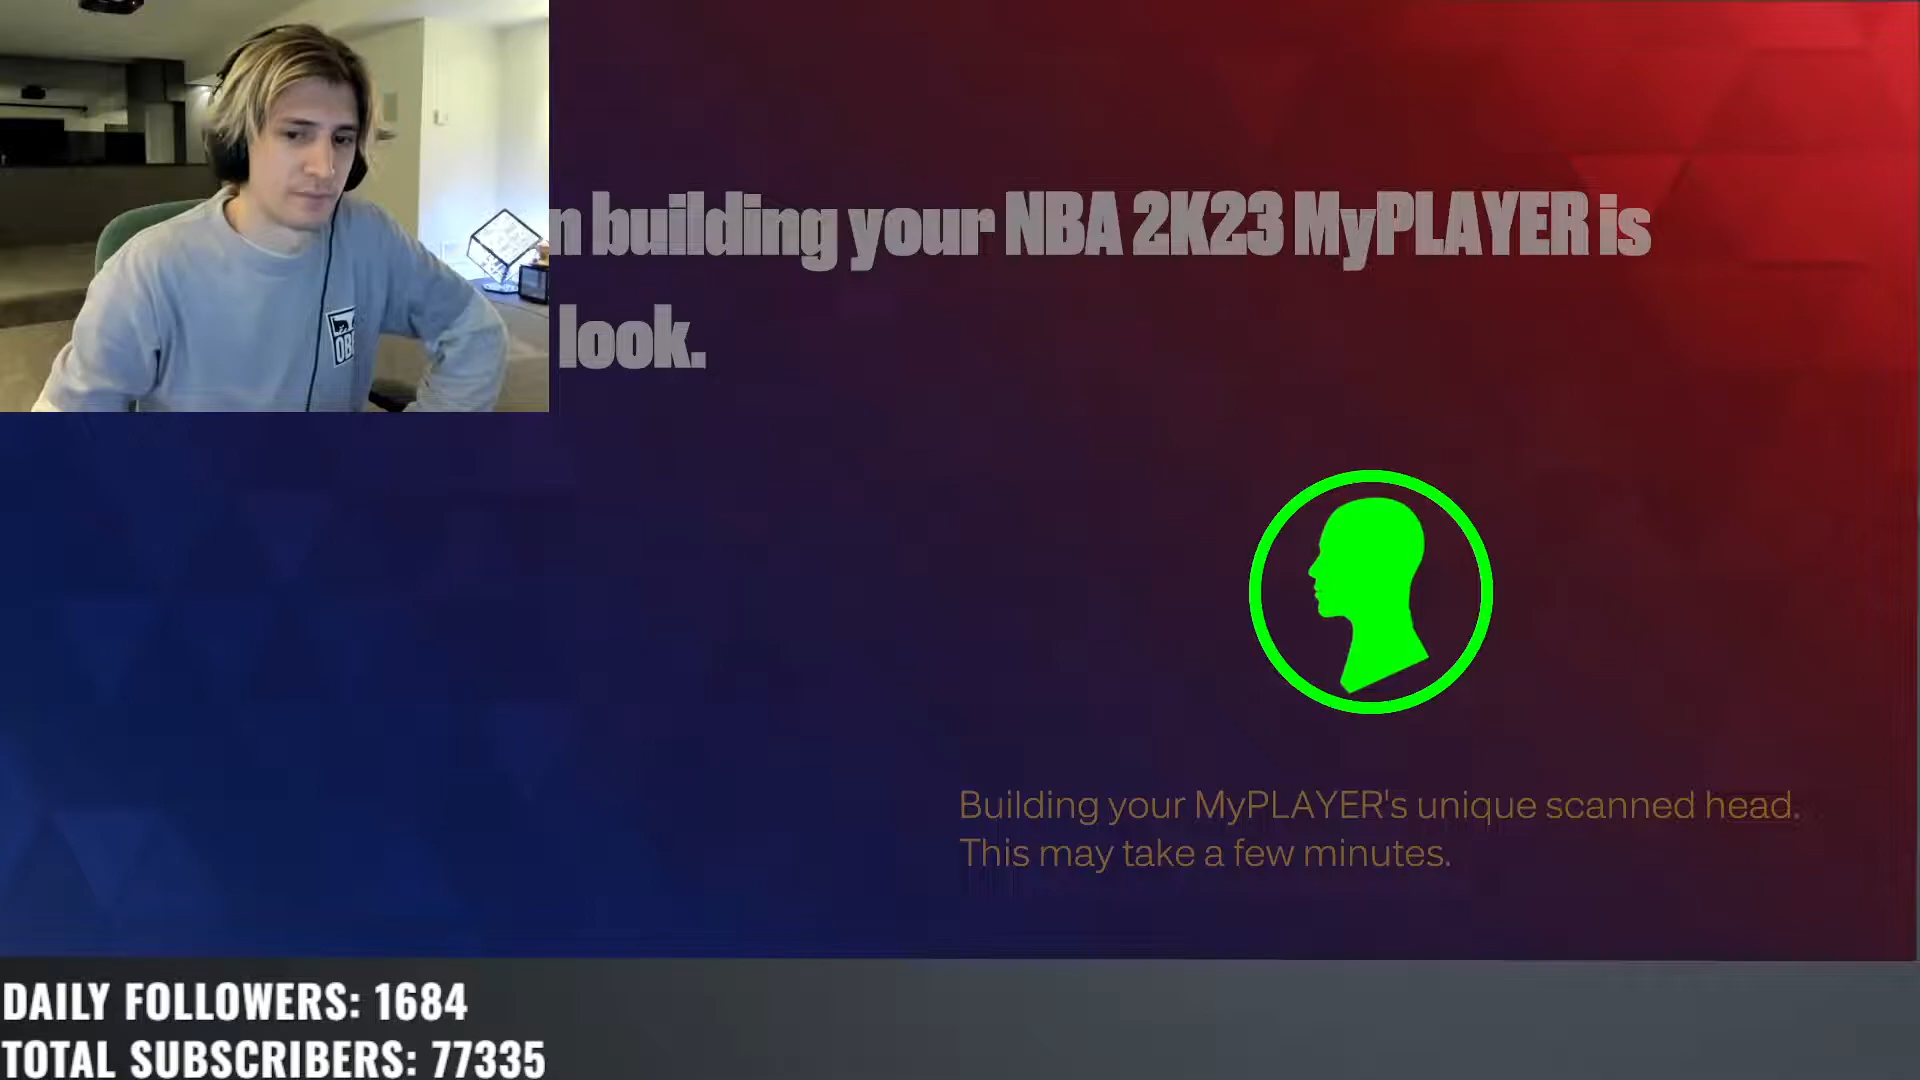 n building your NBA 2K23 MyPLAYER is
look.
OB
Building your MyPLAYER's unique scanned head.
This may take a few minutes.
DAILY FOLLOWERS: 1684
TOTAL SUBSCRIBERS: 77335